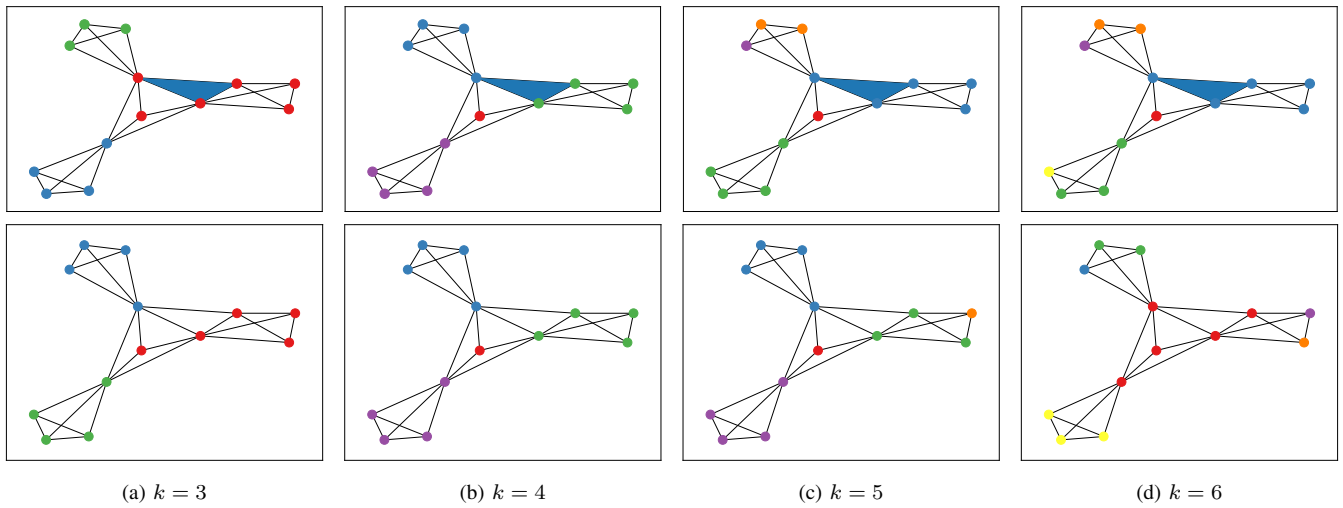 (a) k = 3
(b) k = 4
(c) k = 5
(d) k = 6